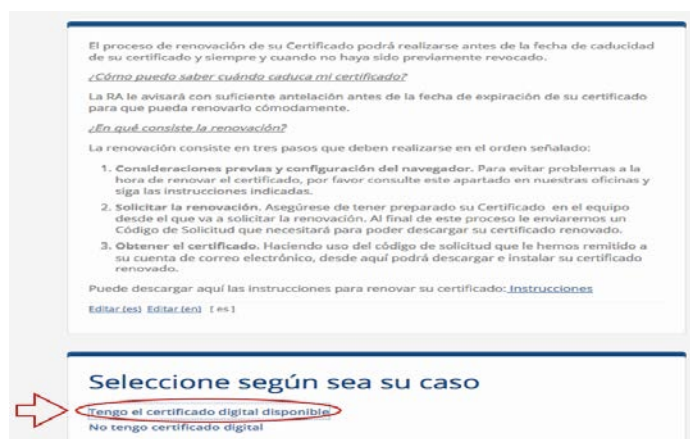 El proceso de renovación de su Certificado podrá realizarse antes de la fecha de caducidad
de su certificado y siempre y cuando no haya sido previamente revocado.
¿Cómo puedo saber cuándo caduca mi certificado?
La RA le avisará con suficiente antelación antes de la fecha de expiración de su certificado
para que pueda renovarlo cómodamente.
¿En qué consiste la renovación?
La renovación consiste en tres pasos que deben realizarse en el orden señalado:
1. Consideraciones previas y configuración del navegador. Para evitar problemas a la
hora de renovar el certificado, por favor consulte este apartado en nuestras oficinas y
siga las instrucciones indicadas.
2. Solicitar la renovación. Asegúrese de tener preparado su Certificado en el equipo
desde el que va a solicitar la renovación. Al final de este proceso le enviaremos un
Código de Solicitud que necesitará para poder descargar su certificado renovado.
3. Obtener el certificado. Haciendo uso del código de solicitud que le hemos remitido a
su cuenta de correo electrónico, desde aquí podrá descargar e instalar su certificado
renovado.
Puede descargar aquí las instrucciones para renovar su certificado: Instrucciones
Editar (es) Editar (en) [ es ]
Seleccione según sea su caso
Tengo el certificado digital disponible
No tengo certificado digital